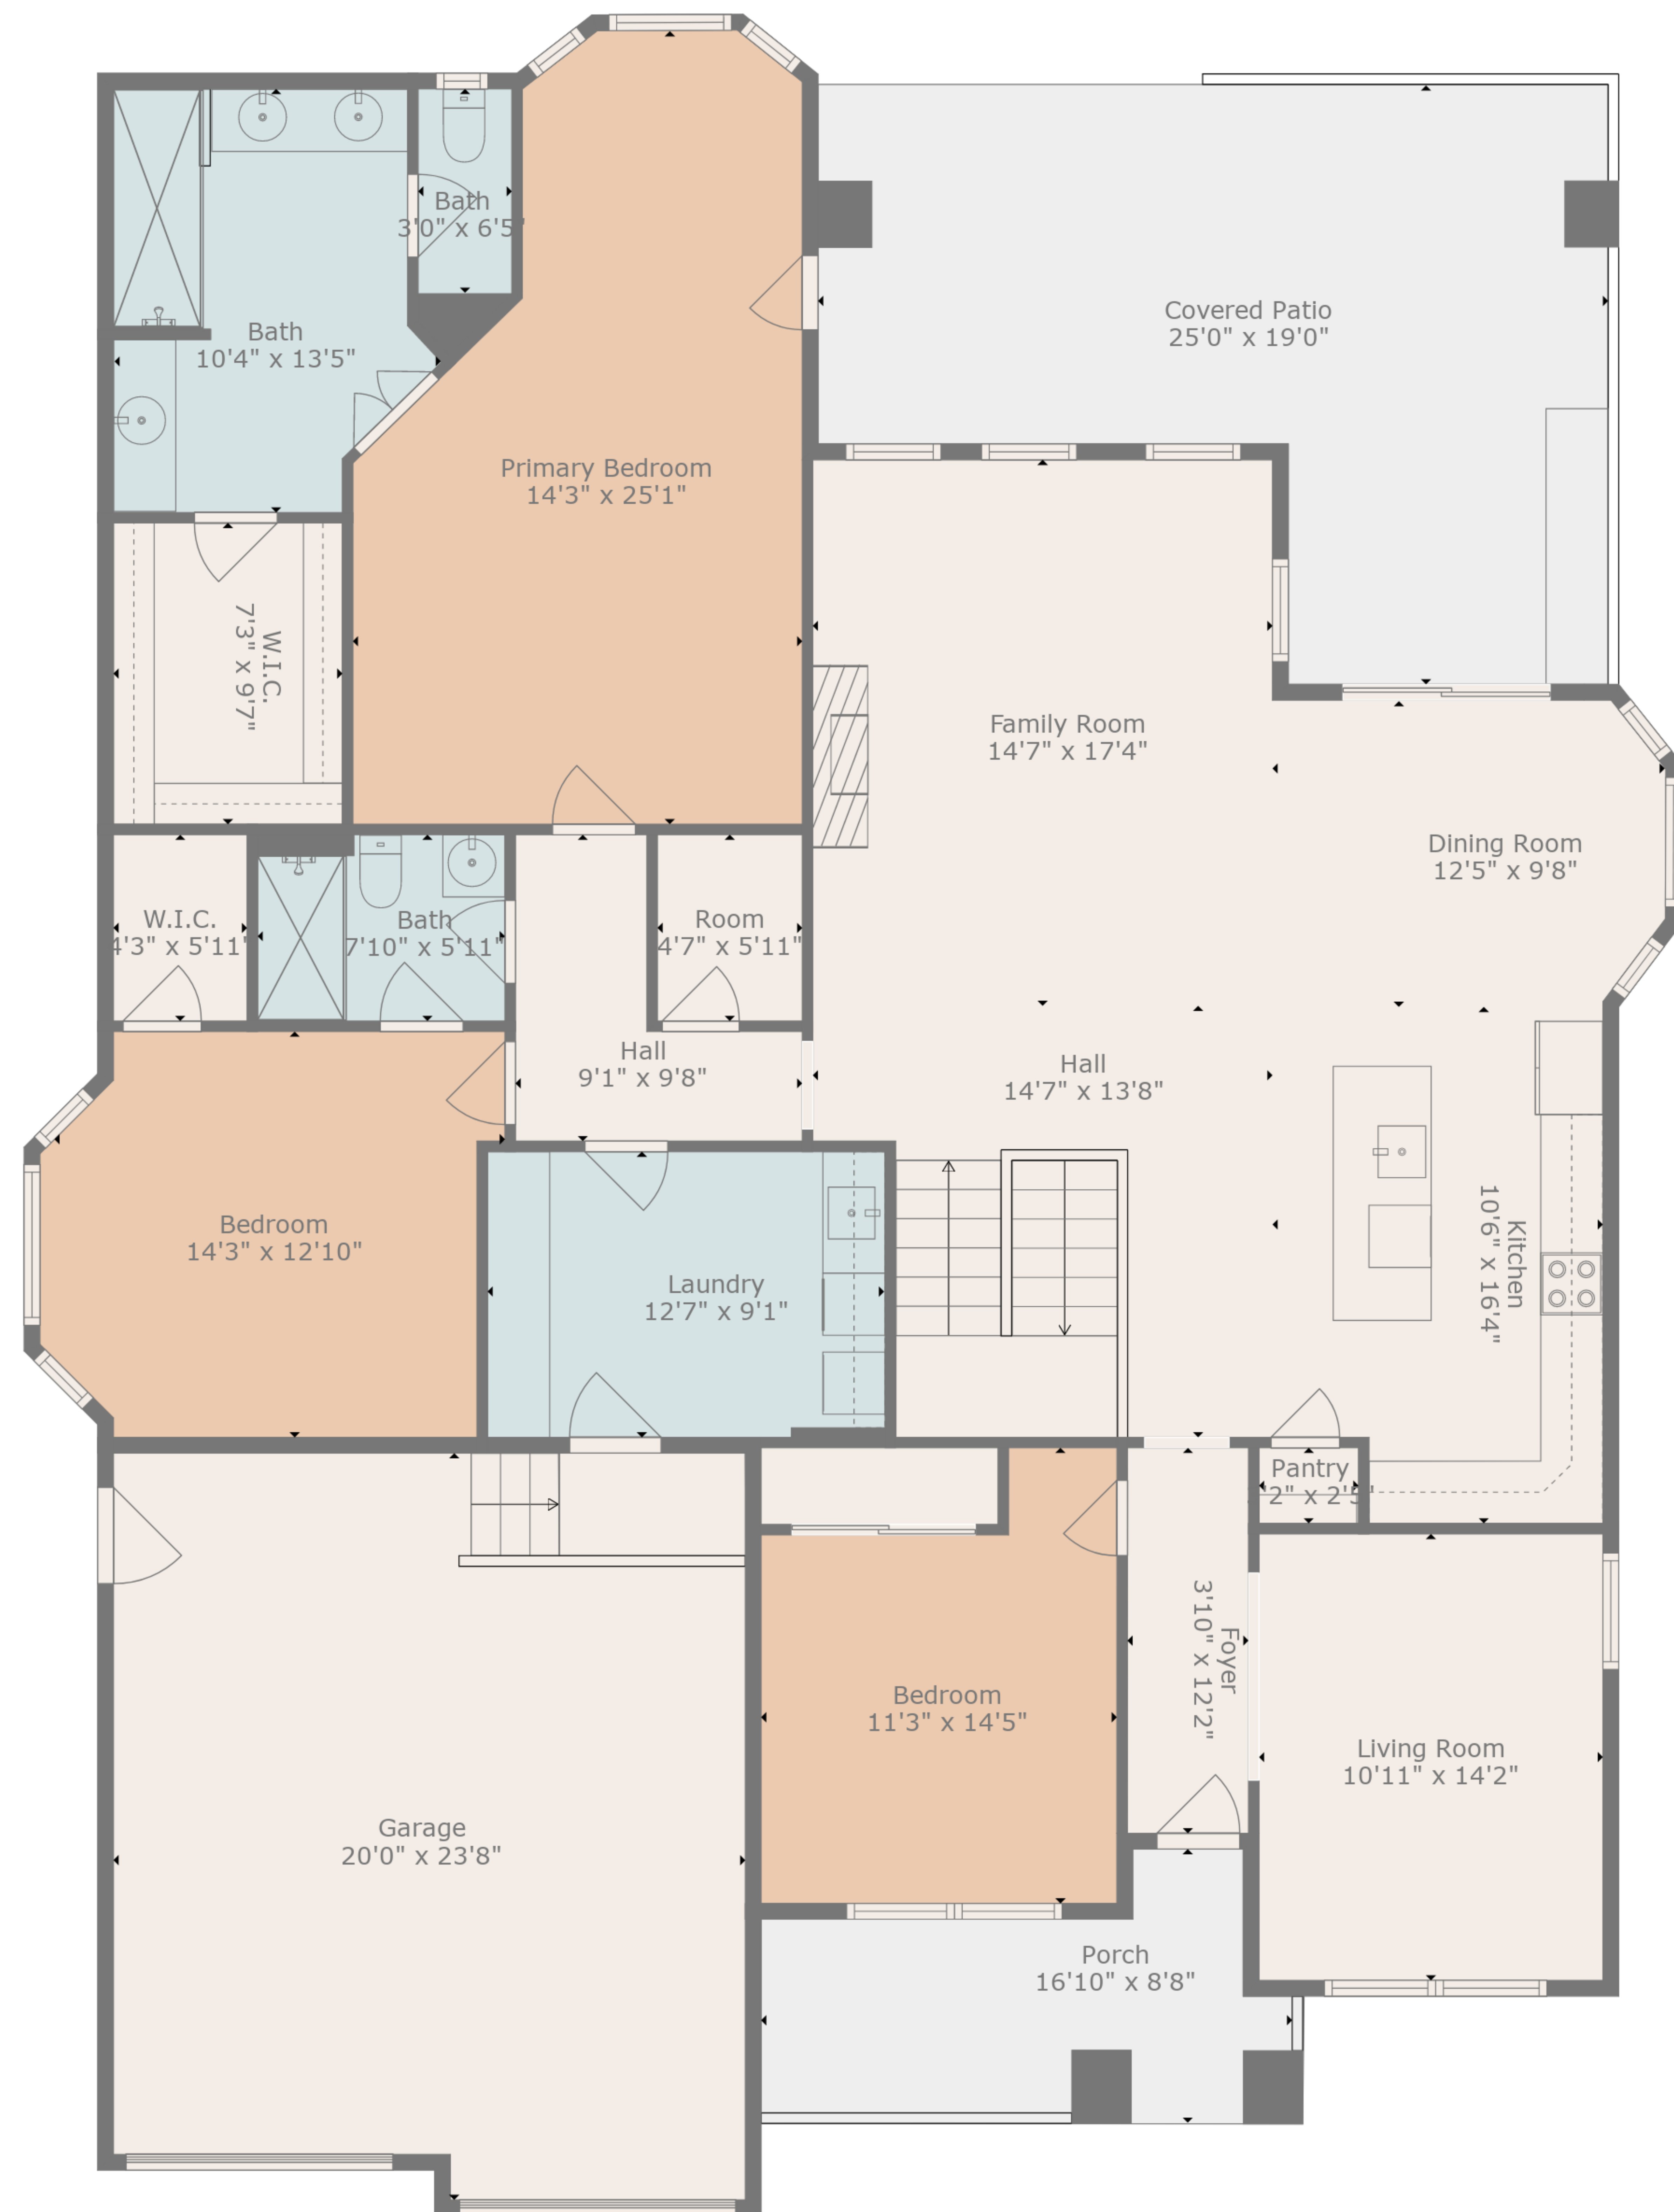 Bath
3'0" x 6'5"
Covered Patio
25'0" x 19'0"
Bath
10'4" x 13'5"
Primary Bedroom
14'3" x 25'1"
W.I.C.
7'3" x 9'7"
Family Room
14'7" x 17'4"
Dining Room
12'5" x 9'8"
W.I.C.
4'3" x 5'11"
Bath
7'10" x 5'11"
Room
4'7" x 5'11"
Hall
9'1" x 9'8"
Hall
14'7" x 13'8"
Bedroom
14'3" x 12'10"
Laundry
12'7" x 9'1"
Kitchen
10'6" x 16'4"
Pantry
'2" x 2'5"
Foyer
3'10" x 12'2"
Bedroom
11'3" x 14'5"
Living Room
10'11" x 14'2"
Garage
20'0" x 23'8"
Porch
16'10" x 8'8"